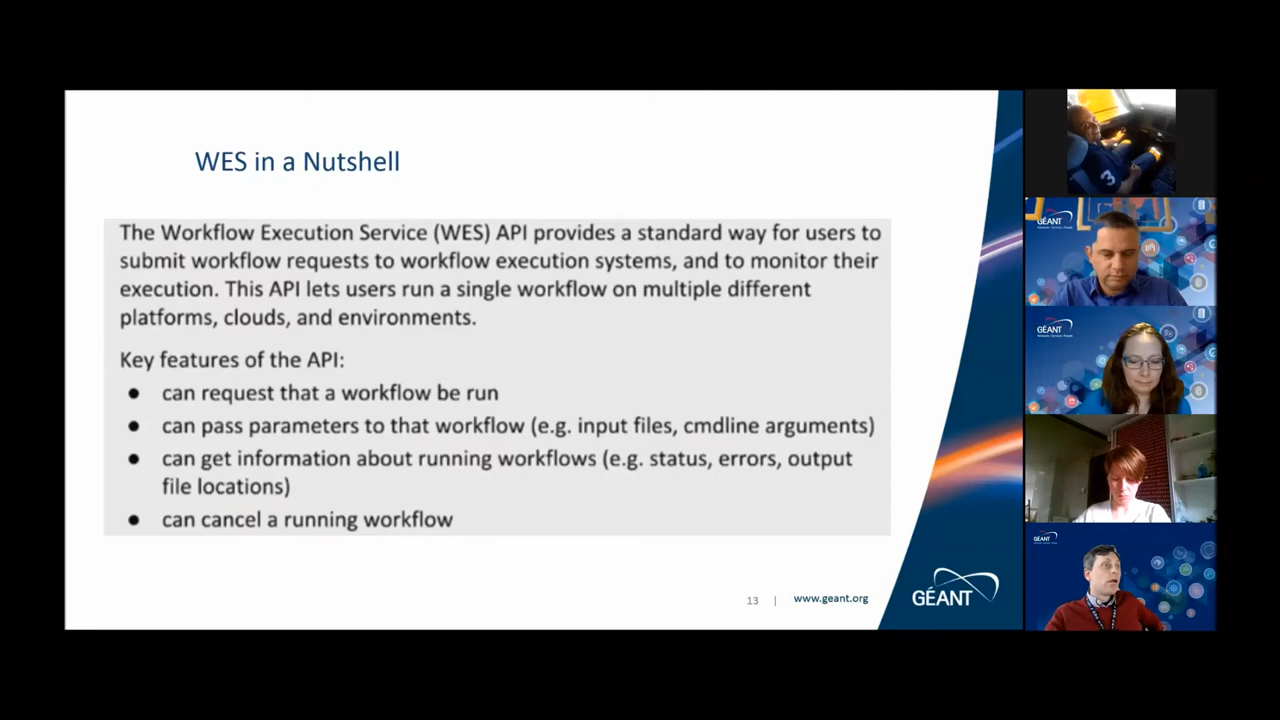 WES in a Nutshell
The Workflow Execution Service (WES) API provides a standard way for users to
submit workflow requests to workflow execution systems, and to monitor their
execution. This API lets users run a single workflow on multiple different
platforms, clouds, and environments.
Key features of the API:
● can request that a workflow be run
● can pass parameters to that workflow (e.g. input files, cmdline arguments)
● can get information about running workflows (e.g. status, errors, output
file locations)
● can cancel a running workflow
13 | www.geant.org
GÉANT
3
GÉANT
GÉANT
GÉANT